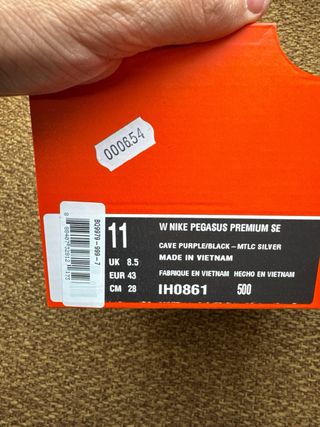 000654
11
UK 8.5
EUR 43
CM 28
W NIKE PEGASUS PREMIUM SE
CAVE PURPLE/BLACK-MTLC SILVER
MADE IN VIETNAM
FABRIQUE EN VIETNAM HECHO EN VIETNAM
IH0861 500